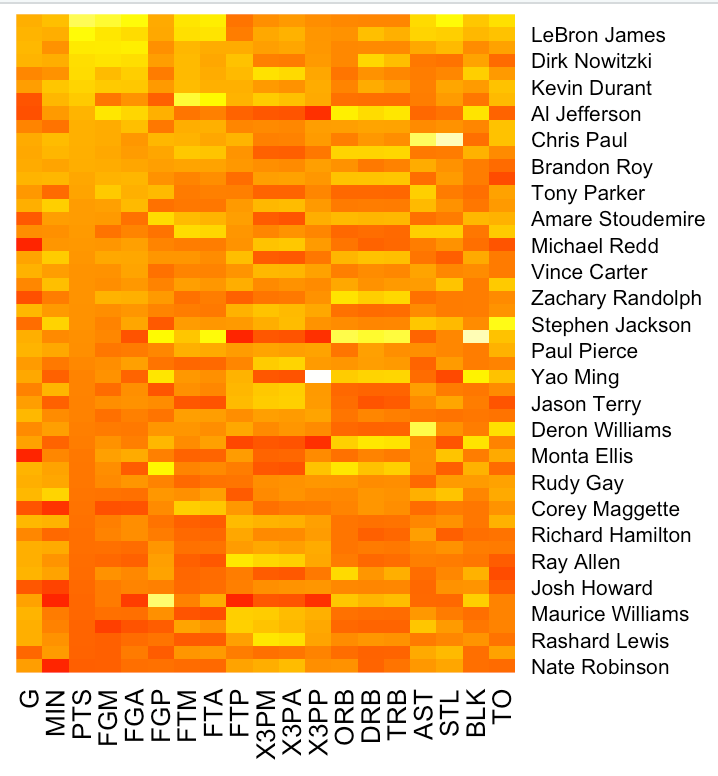 LeBron James
Dirk Nowitzki
Kevin Durant
Al Jefferson
Chris Paul
Brandon Roy
Tony Parker
Amare Stoudemire
Michael Redd
Vince Carter
Zachary Randolph
Stephen Jackson
Paul Pierce
Yao Ming
Jason Terry
Deron Williams
Monta Ellis
Rudy Gay
Corey Maggette
Richard Hamilton
Ray Allen
Josh Howard
Maurice Williams
Rashard Lewis
Nate Robinson
G
MIN
PTS
FGM
FGA
FGP
FTM
FTA
FTP
X3PM
X3PA
X3PP
ORB
DRB
TRB
AST
STL
BLK
TO